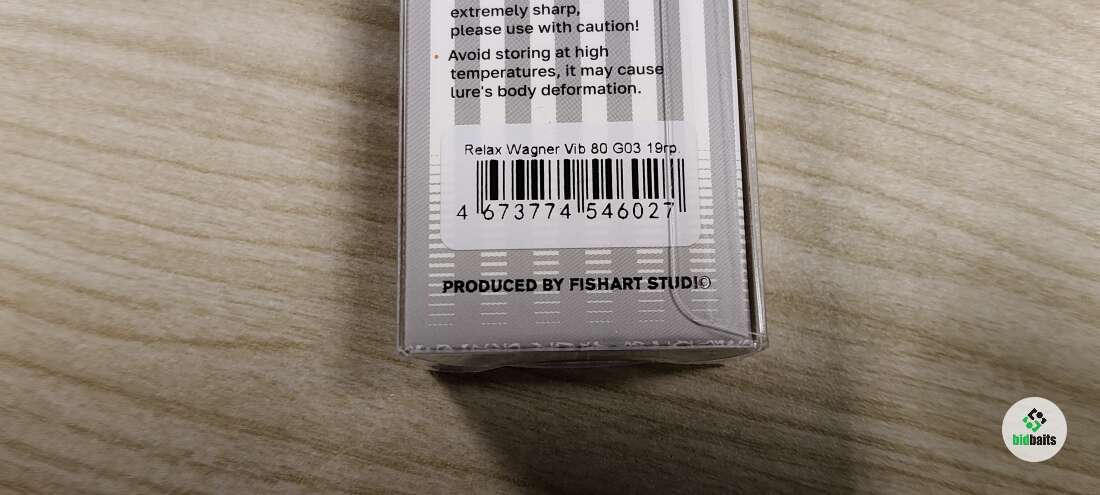 extremely sharp,
please use with caution!
• Avoid storing at high
temperatures, it may cause
lure's body deformation.
Relax Wagner Vib 80 G03 19гр.
4 673774 546027
PRODUCED BY FISHART STUDI©
bidbaits